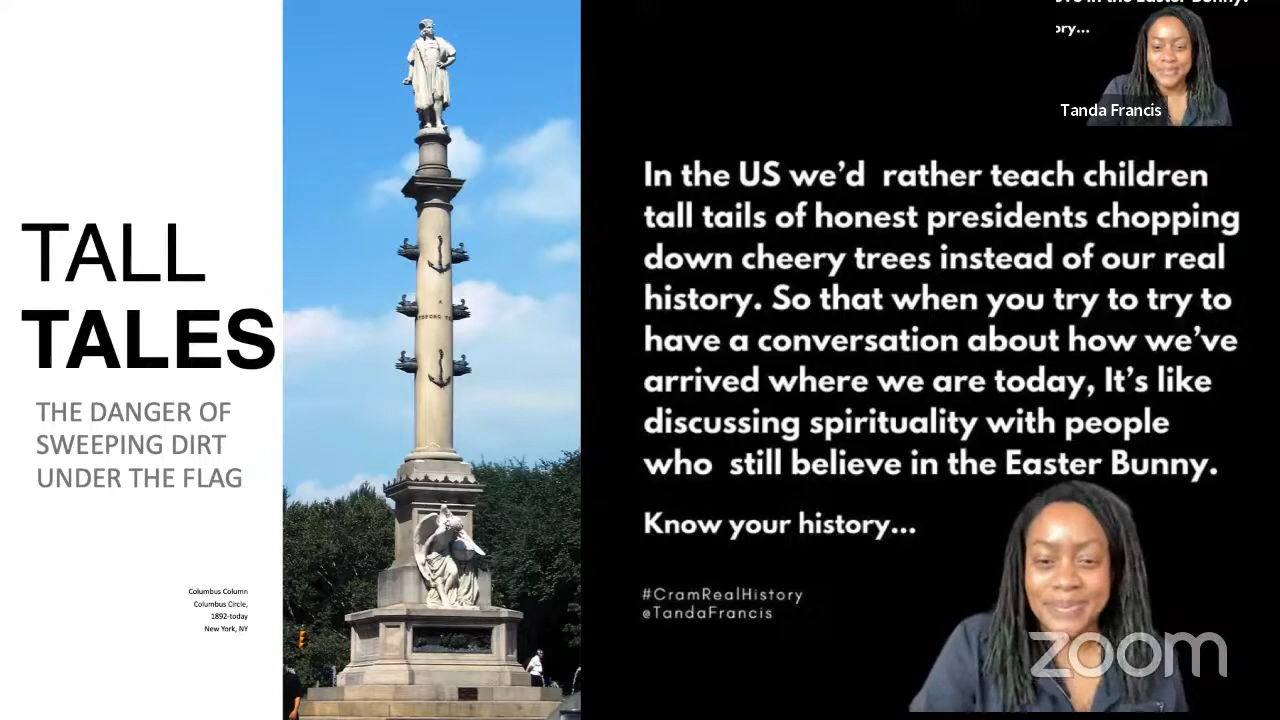 TALL
TALES
THE DANGER OF
SWEEPING DIRT
UNDER THE FLAG
Columbus Column
Columbus Circle,
1892-today
New York, NY
in the Easter Bunny.
ory...
Tanda Francis
In the US we’d rather teach children
tall tails of honest presidents chopping
down cheery trees instead of our real
history. So that when you try to try to
have a conversation about how we’ve
arrived where we are today, It’s like
discussing spirituality with people
who still believe in the Easter Bunny.
Know your history...
#CramRealHistory
@TandaFrancis
zoom